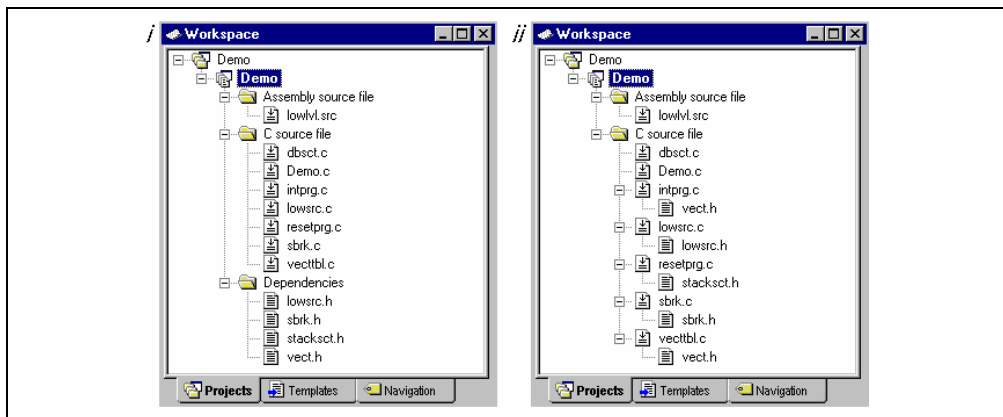 i
Workspace
Demo
Demo
Assembly source file
lowlvl.src
C source file
dbsct.c
Demo.c
intprg.c
lowsrc.c
resetprg.c
sbrk.c
vecttbl.c
Dependencies
lowsrc.h
sbrk.h
stacksct.h
vect.h
Projects Templates Navigation
ii
Workspace
Demo
Demo
Assembly source file
lowlvl.src
C source file
dbsct.c
Demo.c
intprg.c
vect.h
lowsrc.c
lowsrc.h
resetprg.c
stacksct.h
sbrk.c
sbrk.h
vecttbl.c
vect.h
Projects Templates Navigation